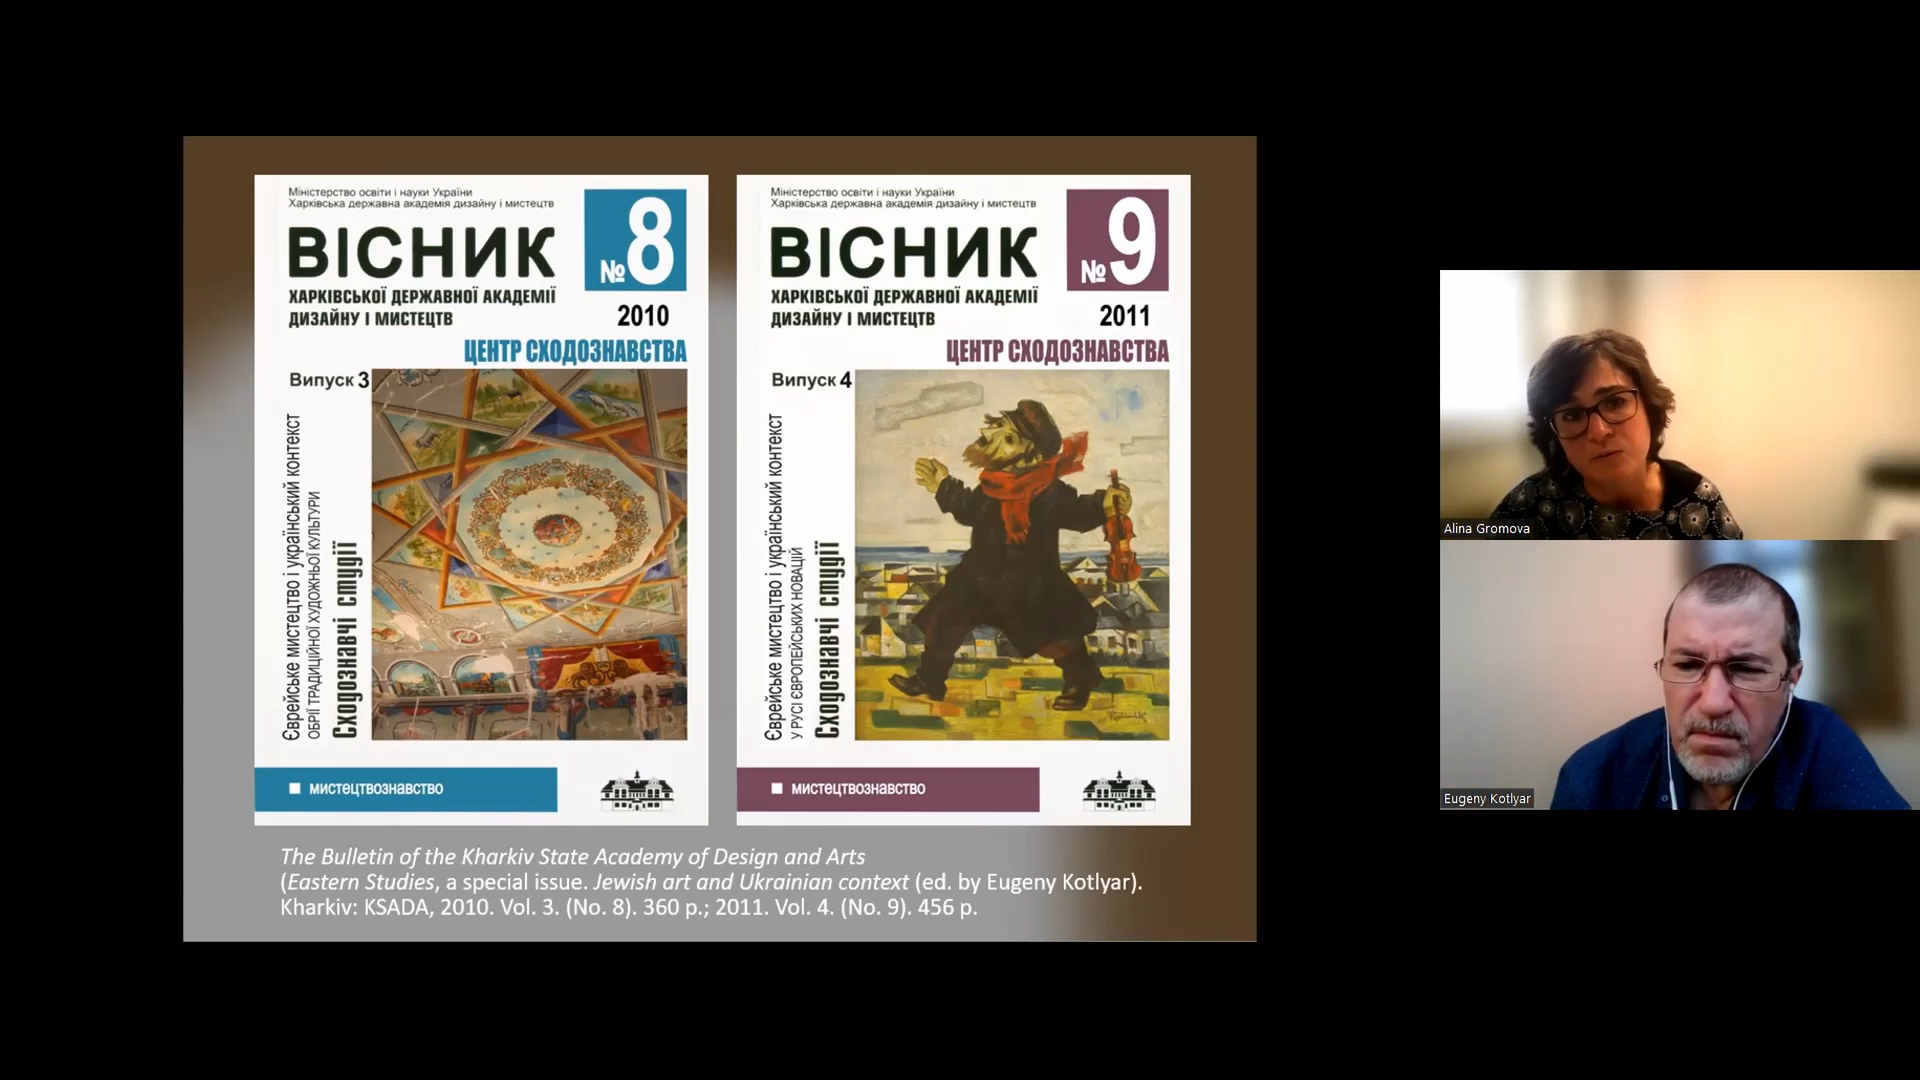 Міністерство освіти і науки України
Харківська державна академія дизайну і мистецтв
ВІСНИК
№8
ХАРКІВСЬКОЇ ДЕРЖАВНОЇ АКАДЕМІЇ
ДИЗАЙНУ І МИСТЕЦТВ
2010
ЦЕНТР СХОДОЗНАВСТВА
Випуск 3
Єврейське мистецтво і український контекст
ОБРІЇ ТРАДИЦІЙНОЇ ХУДОЖНЬОЇ КУЛЬТУРИ
Сходознавчі студії
МИСТЕЦТВОЗНАВСТВО
Міністерство освіти і науки України
Харківська державна академія дизайну і мистецтв
ВІСНИК
№9
ХАРКІВСЬКОЇ ДЕРЖАВНОЇ АКАДЕМІЇ
ДИЗАЙНУ І МИСТЕЦТВ
2011
ЦЕНТР СХОДОЗНАВСТВА
Випуск 4
Єврейське мистецтво і український контекст
У РУСІ ЄВРОПЕЙСЬКИХ НОВАЦІЙ
Сходознавчі студії
МИСТЕЦТВОЗНАВСТВО
The Bulletin of the Kharkiv State Academy of Design and Arts
(Eastern Studies, a special issue. Jewish art and Ukrainian context (ed. by Eugeny Kotlyar).
Kharkiv: KSADA, 2010. Vol. 3. (No. 8). 360 p.; 2011. Vol. 4. (No. 9). 456 p.
Alina Gromova
Eugeny Kotlyar